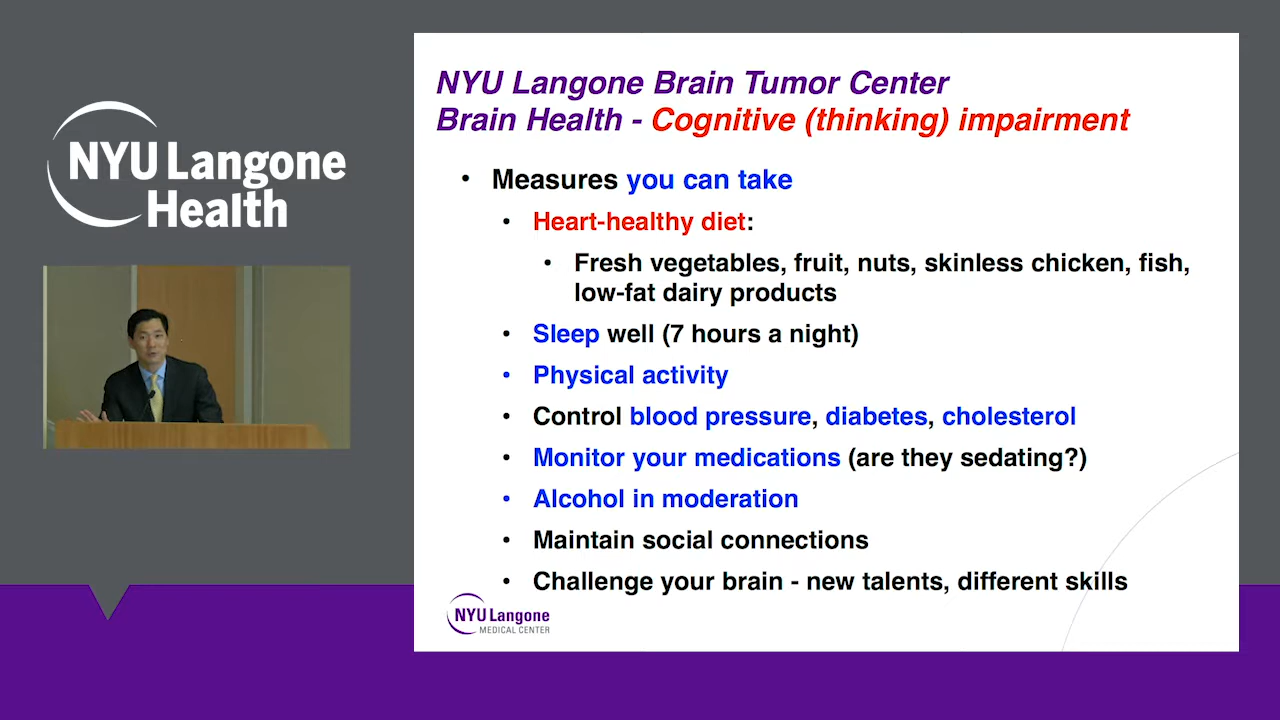 NYU Langone
Health
NYU Langone Brain Tumor Center
Brain Health - Cognitive (thinking) impairment
• Measures you can take
• Heart-healthy diet:
• Fresh vegetables, fruit, nuts, skinless chicken, fish,
low-fat dairy products
• Sleep well (7 hours a night)
• Physical activity
• Control blood pressure, diabetes, cholesterol
• Monitor your medications (are they sedating?)
• Alcohol in moderation
• Maintain social connections
• Challenge your brain - new talents, different skills
NYU Langone
MEDICAL CENTER